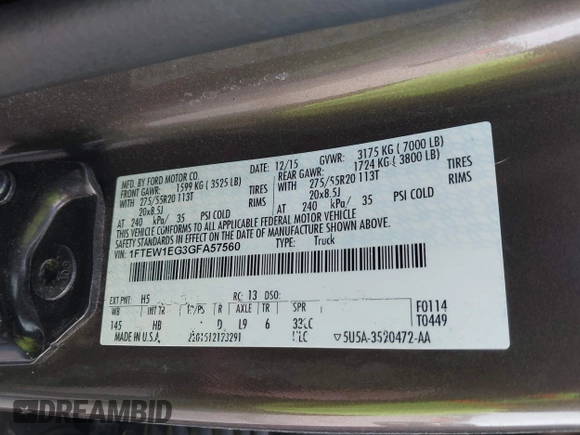 MFD. BY FORD MOTOR CO.
DATE: 12/15 GVWR: 3175 KG ( 7000 LB)
FRONT GAWR: 1599 KG ( 3525 LB) REAR GAWR: 1724 KG ( 3800 LB)
WITH 275/55R20 113T TIRES WITH 275/55R20 113T TIRES
20x8.5J RIMS 20x8.5J RIMS
AT 240 kPa/ 35 PSI COLD AT 240 kPa/ 35 PSI COLD
THIS VEHICLE CONFORMS TO ALL APPLICABLE FEDERAL MOTOR VEHICLE
SAFETY STANDARDS IN EFFECT ON THE DATE OF MANUFACTURE SHOWN ABOVE.
VIN: 1FTEW1EG3GFA57560 TYPE: Truck
EXT PNT: H5 RC: 13 DSO: F0114
WB INT TR R AXLE TR SPR T0449
145 HB D L9 6
MADE IN U.S.A. ▽5U5A-3520472-AA
DREAMBID